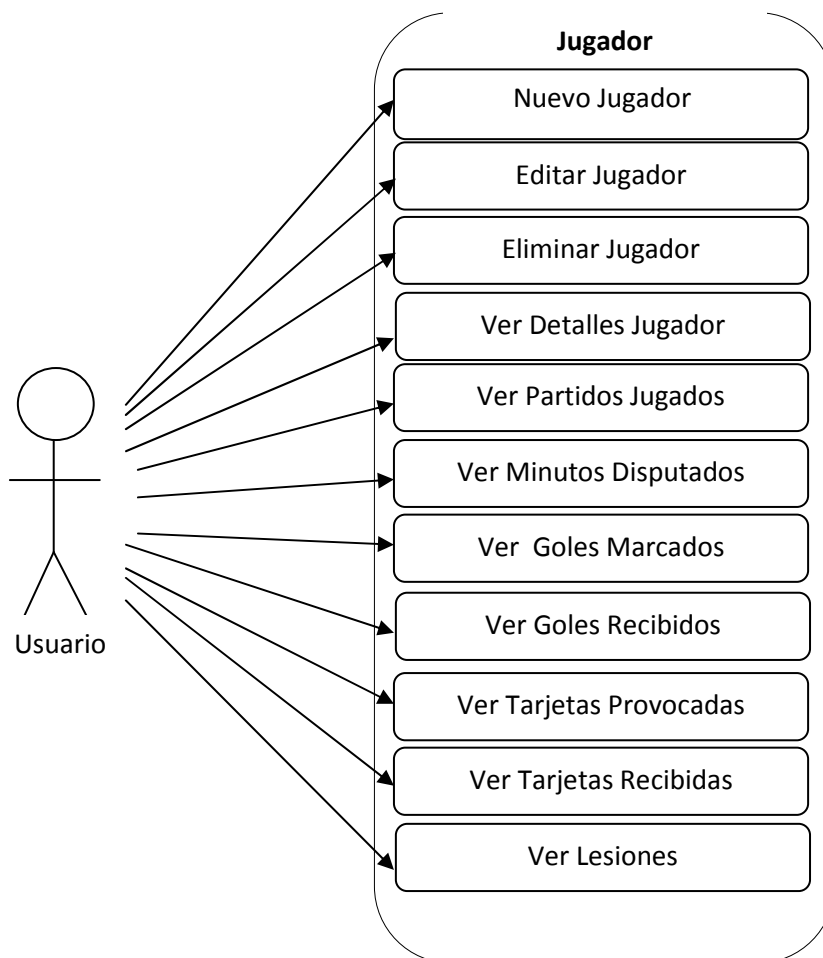 Jugador
Nuevo Jugador
Editar Jugador
Eliminar Jugador
Ver Detalles Jugador
Ver Partidos Jugados
Ver Minutos Disputados
Ver  Goles Marcados
Ver Goles Recibidos
Usuario
Ver Tarjetas Provocadas
Ver Tarjetas Recibidas
Ver Lesiones